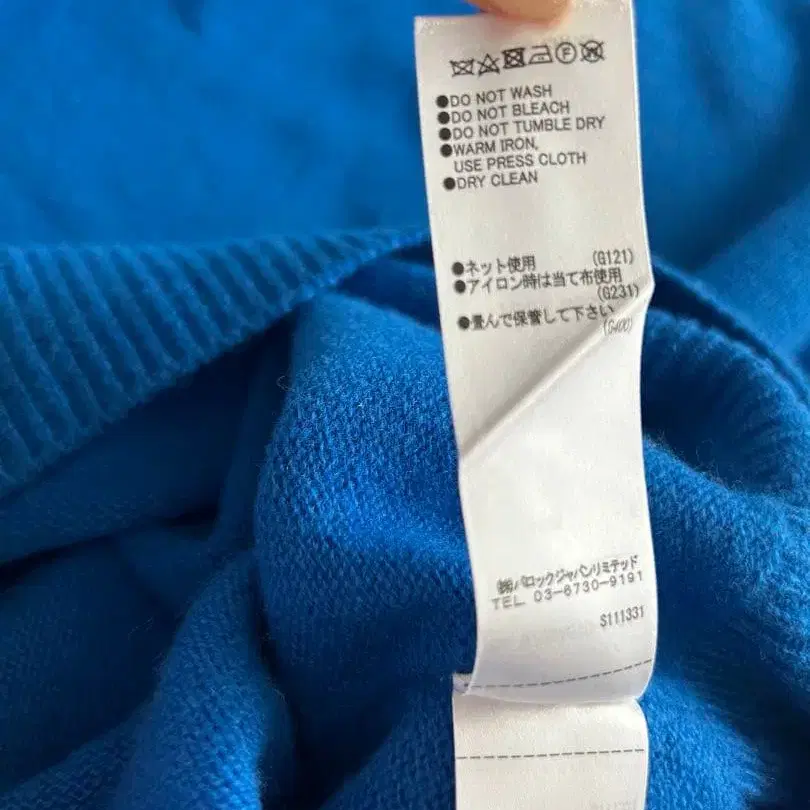 ●DO NOT WASH
●DO NOT BLEACH
●DO NOT TUMBLE DRY
●WARM IRON,
USE PRESS CLOTH
●DRY CLEAN
●ネット使用 (G121)
●アイロン時は当て布使用
(G231)
●畳んで保管して下さい
(G400)
㈱バロックジャパンリミテッド
TEL 03-6730-9191
S111331